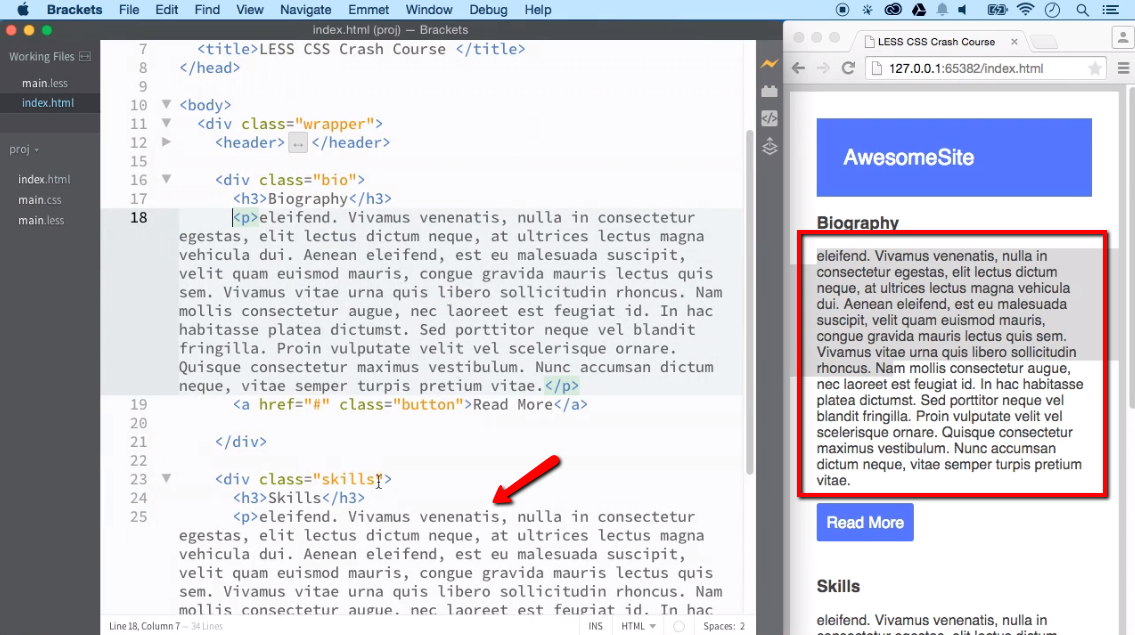 Brackets File Edit Find View Navigate Emmet Window Debug Help
index.html (proj) — Brackets
Working Files
main.less
index.html
proj
index.html
main.css
main.less
7 <title>LESS CSS Crash Course </title>
8 </head>
9
10 <body>
11 <div class="wrapper">
12 <header> </header>
15
16 <div class="bio">
17 <h3>Biography</h3>
18 <p>eleifend. Vivamus venenatis, nulla in consectetur
egestas, elit lectus dictum neque, at ultrices lectus magna
vehicula dui. Aenean eleifend, est eu malesuada suscipit,
velit quam euismod mauris, congue gravida mauris lectus quis
sem. Vivamus vitae urna quis libero sollicitudin rhoncus. Nam
mollis consectetur augue, nec laoreet est feugiat id. In hac
habitasse platea dictumst. Sed porttitor neque vel blandit
fringilla. Proin vulputate velit vel scelerisque ornare.
Quisque consectetur maximus vestibulum. Nunc accumsan dictum
neque, vitae semper turpis pretium vitae.</p>
19 <a href="#" class="button">Read More</a>
20
21 </div>
22
23 <div class="skills">
24 <h3>Skills</h3>
25 <p>eleifend. Vivamus venenatis, nulla in consectetur
egestas, elit lectus dictum neque, at ultrices lectus magna
vehicula dui. Aenean eleifend, est eu malesuada suscipit,
velit quam euismod mauris, congue gravida mauris lectus quis
sem. Vivamus vitae urna quis libero sollicitudin rhoncus. Nam
mollis consectetur augue, nec laoreet est feugiat id. In hac
Line 18, Column 7 — 34 Lines
INS HTML Spaces: 2
LESS CSS Crash Course
127.0.0.1:65382/index.html
AwesomeSite
Biography
eleifend. Vivamus venenatis, nulla in
consectetur egestas, elit lectus dictum
neque, at ultrices lectus magna vehicula
dui. Aenean eleifend, est eu malesuada
suscipit, velit quam euismod mauris,
congue gravida mauris lectus quis sem.
Vivamus vitae urna quis libero sollicitudin
rhoncus. Nam mollis consectetur augue,
nec laoreet est feugiat id. In hac habitasse
platea dictumst. Sed porttitor neque vel
blandit fringilla. Proin vulputate velit vel
scelerisque ornare. Quisque consectetur
maximus vestibulum. Nunc accumsan
dictum neque, vitae semper turpis pretium
vitae.
Read More
Skills
eleifend. Vivamus venenatis, nulla in